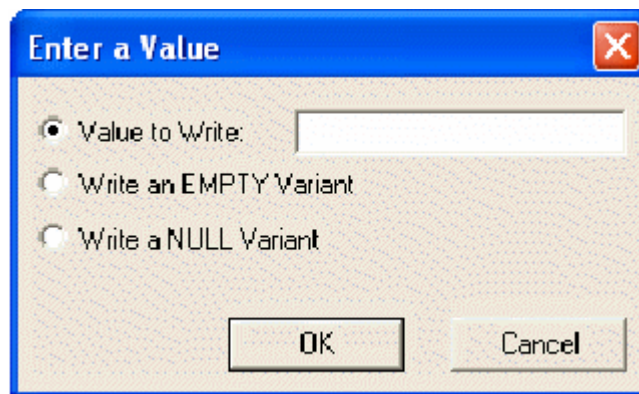 Enter a Value
Value to Write:
Write an EMPTY Variant
Write a NULL Variant
OK Cancel